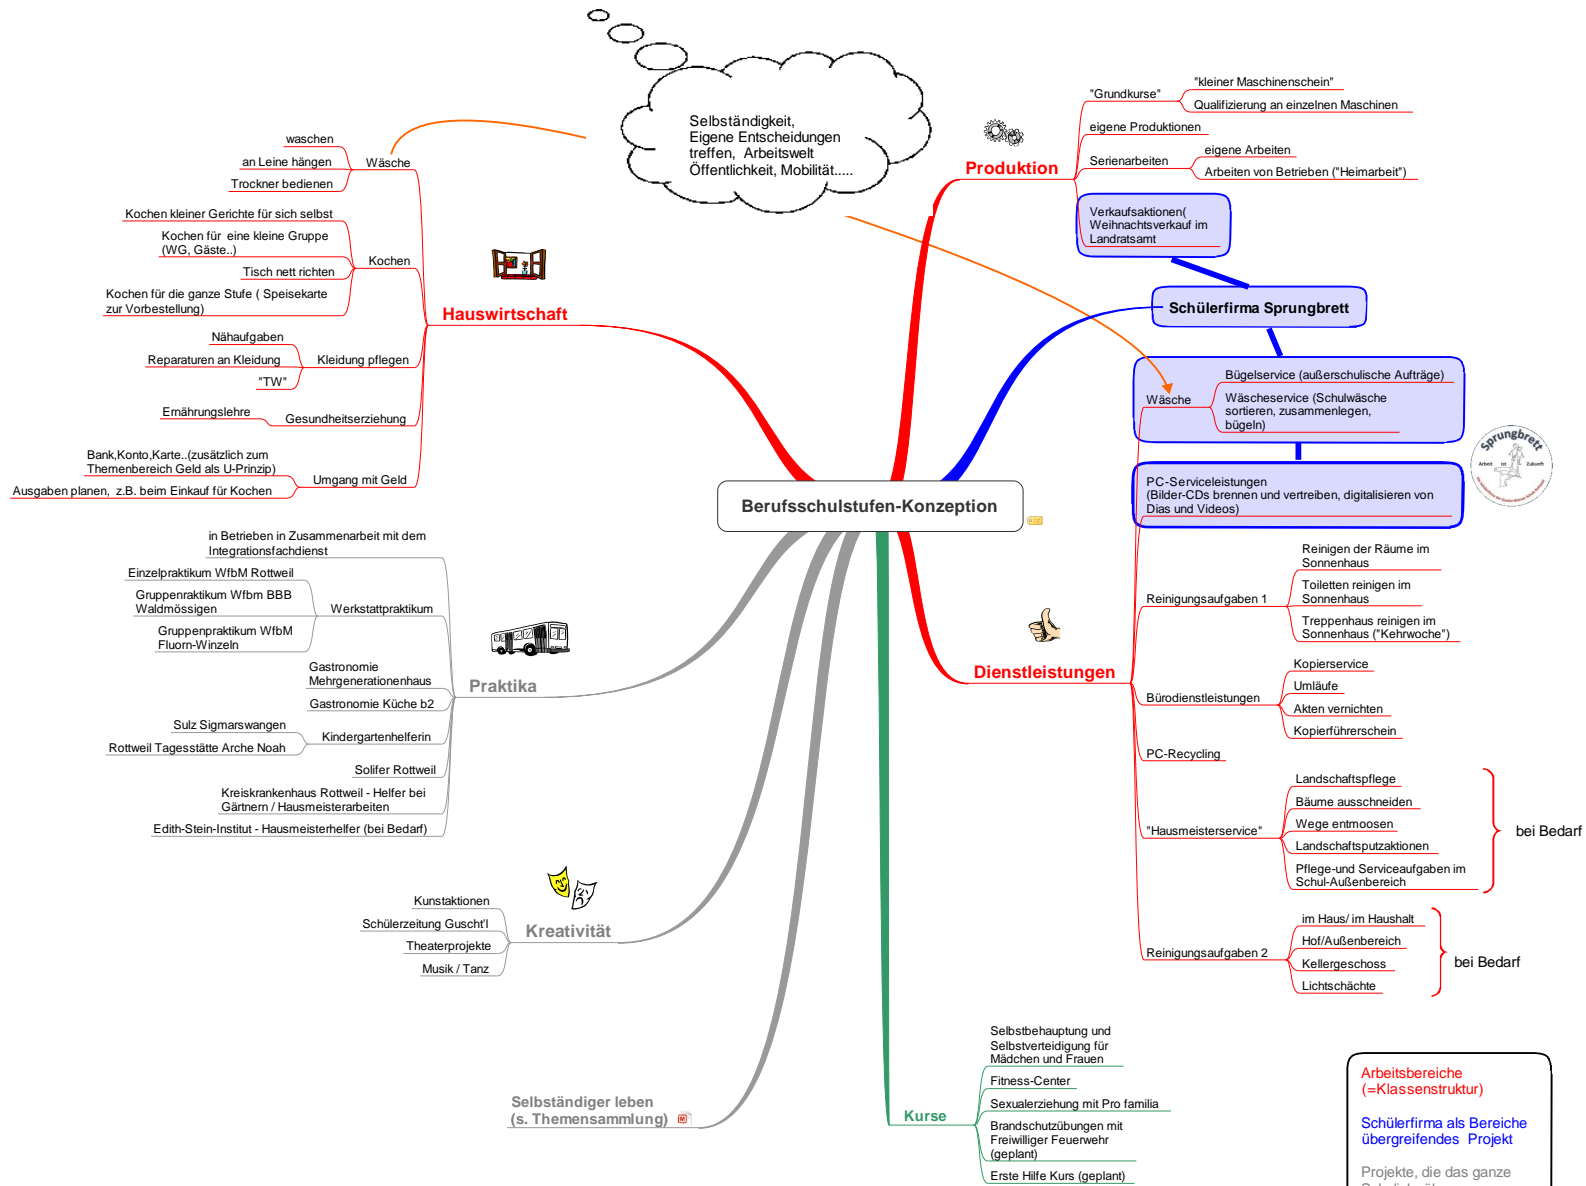 Selbständigkeit,
Eigene Entscheidungen
treffen, Arbeitswelt
Öffentlichkeit, Mobilität.....
waschen
an Leine hängen
Trockner bedienen
Wäsche
Kochen kleiner Gerichte für sich selbst
Kochen für eine kleine Gruppe
(WG, Gäste..)
Tisch nett richten
Kochen für die ganze Stufe ( Speisekarte
zur Vorbestellung)
Kochen
Hauswirtschaft
Nähaufgaben
Reparaturen an Kleidung
"TW"
Kleidung pflegen
Ernährungslehre
Gesundheitserziehung
Bank,Konto,Karte..(zusätzlich zum
Themenbereich Geld als U-Prinzip)
Ausgaben planen, z.B. beim Einkauf für Kochen
Umgang mit Geld
Berufsschulstufen-Konzeption
in Betrieben in Zusammenarbeit mit dem
Integrationsfachdienst
Einzelpraktikum WfbM Rottweil
Gruppenraktikum Wfbm BBB
Waldmössigen
Gruppenpraktikum WfbM
Fluorn-Winzeln
Werkstattpraktikum
Gastronomie
Mehrgenerationenhaus
Gastronomie Küche b2
Praktika
Sulz Sigmarswangen
Rottweil Tagesstätte Arche Noah
Kindergartenhelferin
Solifer Rottweil
Kreiskrankenhaus Rottweil - Helfer bei
Gärtnern / Hausmeisterarbeiten
Edith-Stein-Institut - Hausmeisterhelfer (bei Bedarf)
Kunstaktionen
Schülerzeitung Guscht'l
Theaterprojekte
Musik / Tanz
Kreativität
Selbständiger leben
(s. Themensammlung)
Produktion
"Grundkurse"
"kleiner Maschinenschein"
Qualifizierung an einzelnen Maschinen
eigene Produktionen
Serienarbeiten
eigene Arbeiten
Arbeiten von Betrieben ("Heimarbeit")
Verkaufsaktionen(
Weihnachtsverkauf im
Landratsamt
Schülerfirma Sprungbrett
Wäsche
Bügelservice (außerschulische Aufträge)
Wäscheservice (Schulwäsche
sortieren, zusammenlegen,
bügeln)
Sprungbrett
Arbeit ist Zukunft
PC-Serviceleistungen
(Bilder-CDs brennen und vertreiben, digitalisieren von
Dias und Videos)
Dienstleistungen
Reinigungsaufgaben 1
Reinigen der Räume im
Sonnenhaus
Toiletten reinigen im
Sonnenhaus
Treppenhaus reinigen im
Sonnenhaus ("Kehrwoche")
Bürodienstleistungen
Kopierservice
Umläufe
Akten vernichten
Kopierführerschein
PC-Recycling
"Hausmeisterservice"
Landschaftspflege
Bäume ausschneiden
Wege entmoosen
Landschaftsputzaktionen
Pflege-und Serviceaufgaben im
Schul-Außenbereich
bei Bedarf
Reinigungsaufgaben 2
im Haus/ im Haushalt
Hof/Außenbereich
Kellergeschoss
Lichtschächte
bei Bedarf
Kurse
Selbstbehauptung und
Selbstverteidigung für
Mädchen und Frauen
Fitness-Center
Sexualerziehung mit Pro familia
Brandschutzübungen mit
Freiwilliger Feuerwehr
(geplant)
Erste Hilfe Kurs (geplant)
Arbeitsbereiche
(=Klassenstruktur)
Schülerfirma als Bereiche
übergreifendes Projekt
Projekte, die das ganze